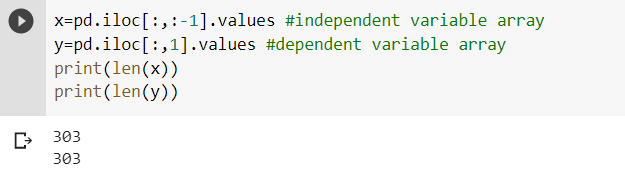 x=pd.iloc[:,:-1].values #independent variable array
y=pd.iloc[:,1].values #dependent variable array
print(len(x))
print(len(y))
303
303